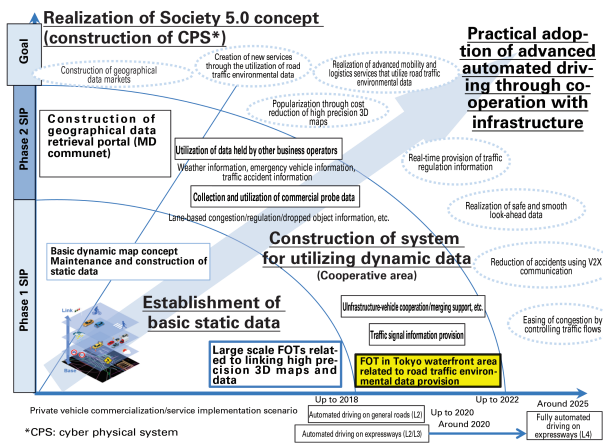 Realization of Society 5.0 concept
(construction of CPS*)
Practical adop-
tion of advanced
automated driv-
ing through co-
operation with
infrastructure
Goal
Construction of geographical
data markets
Creation of new services
through the utilization of road
traffic environmental data
Realization of advanced mobility and
logistics services that utilize road traffic
environmental data
Popularization through cost
reduction of high precision 3D
maps
Phase 2 SIP
Construction of
geographical data
retrieval portal (MD
communet)
Utilization of data held by other business operators
Weather information, emergency vehicle information,
traffic accident information
Real-time provision of traffic
regulation information
Collection and utilization of commercial probe data
Lane-based congestion/regulation/dropped object information, etc.
Realization of safe and smooth
look-ahead data
Phase 1 SIP
Basic dynamic map concept
Maintenance and construction of
static data
Construction of system
for utilizing dynamic data
(Cooperative area)
Reduction of accidents using V2X
communication
Link
Base
Establishment of
basic static data
UInfrastructure-vehicle cooperation/merging support, etc.
Traffic signal information provision
Easing of congestion by
controlling traffic flows
Large scale FOTs relat-
ed to linking high pre-
cision 3D maps and
data
FOT in Tokyo waterfront area
related to road traffic environ-
mental data provision
Up to 2018
Up to 2022
Around 2025
Private vehicle commercialization/service implementation scenario
Automated driving on general roads (L2)
Up to 2020
Automated driving on expressways (L2/L3)
Around 2020
Fully automated
driving on
expressways (L4)
*CPS: cyber physical system